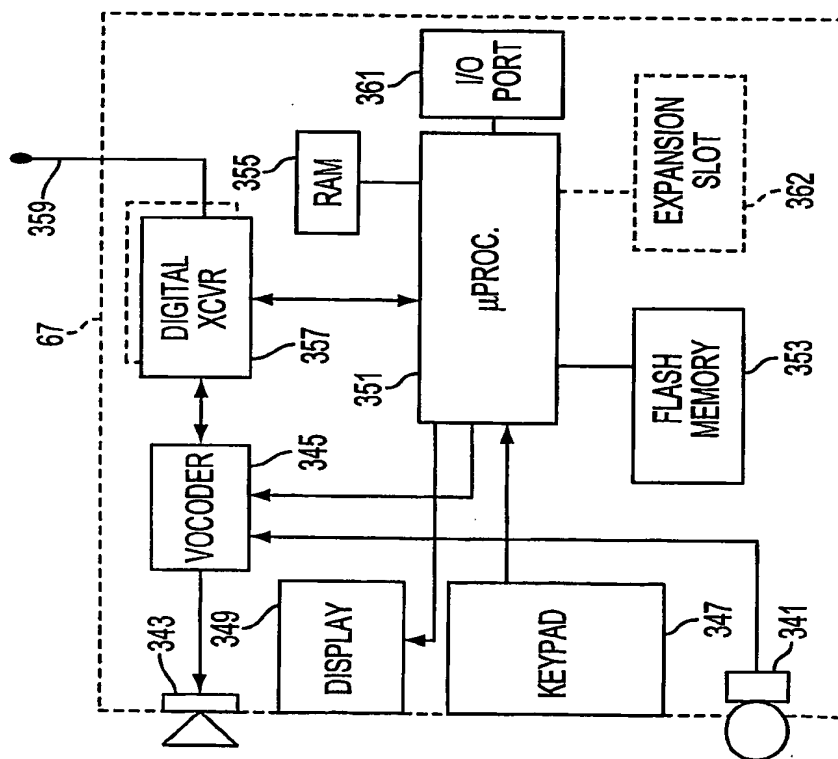 67
359
343
VOCODER
DIGITAL
XCVR
345
357
349
355
RAM
DISPLAY
351
361
µPROC.
I/O
PORT
KEYPAD
FLASH
MEMORY
EXPANSION
SLOT
347
353
362
341